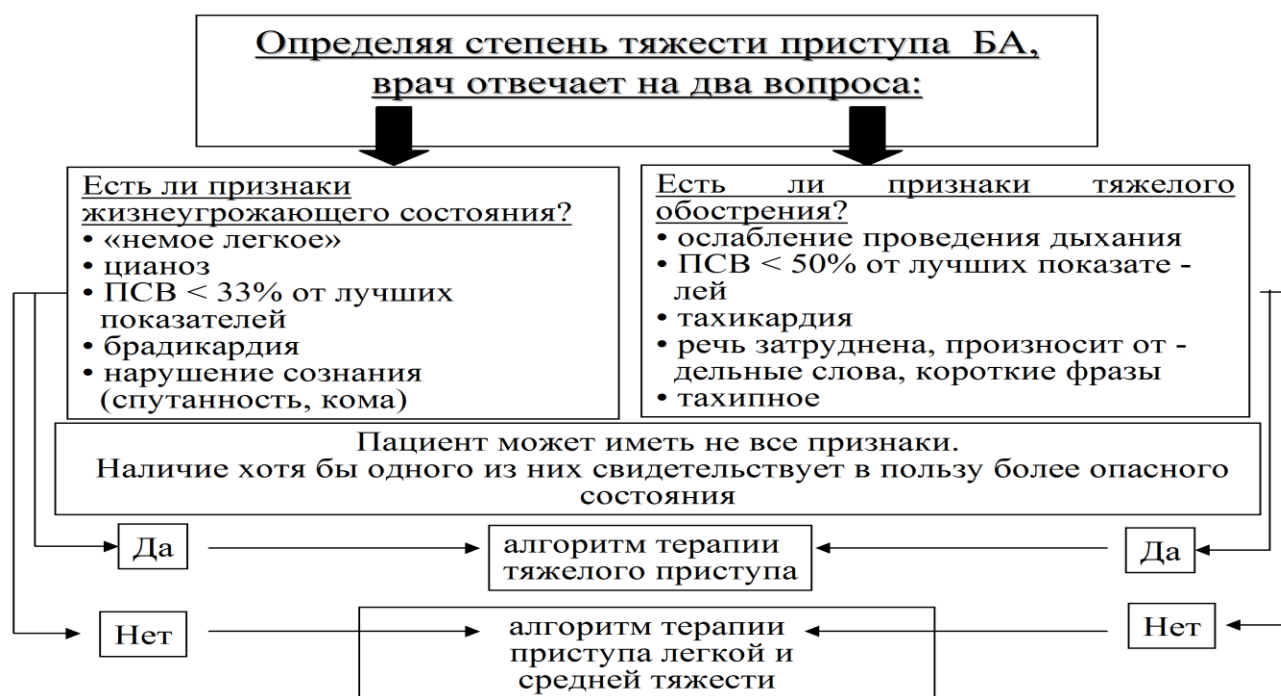 Определяя степень тяжести приступа БА,
врач отвечает на два вопроса:
Есть ли признаки
жизнеугрожающего состояния?
• «немое легкое»
• цианоз
• ПСВ < 33% от лучших
показателей
• брадикардия
• нарушение сознания
(спутанность, кома)
Есть ли признаки тяжелого
обострения?
• ослабление проведения дыхания
• ПСВ < 50% от лучших показате -
лей
• тахикардия
• речь затруднена, произносит от -
дельные слова, короткие фразы
• тахипное
Пациент может иметь не все признаки.
Наличие хотя бы одного из них свидетельствует в пользу более опасного
состояния
Да
алгоритм терапии
тяжелого приступа
Да
Нет
алгоритм терапии
приступа легкой и
средней тяжести
Нет